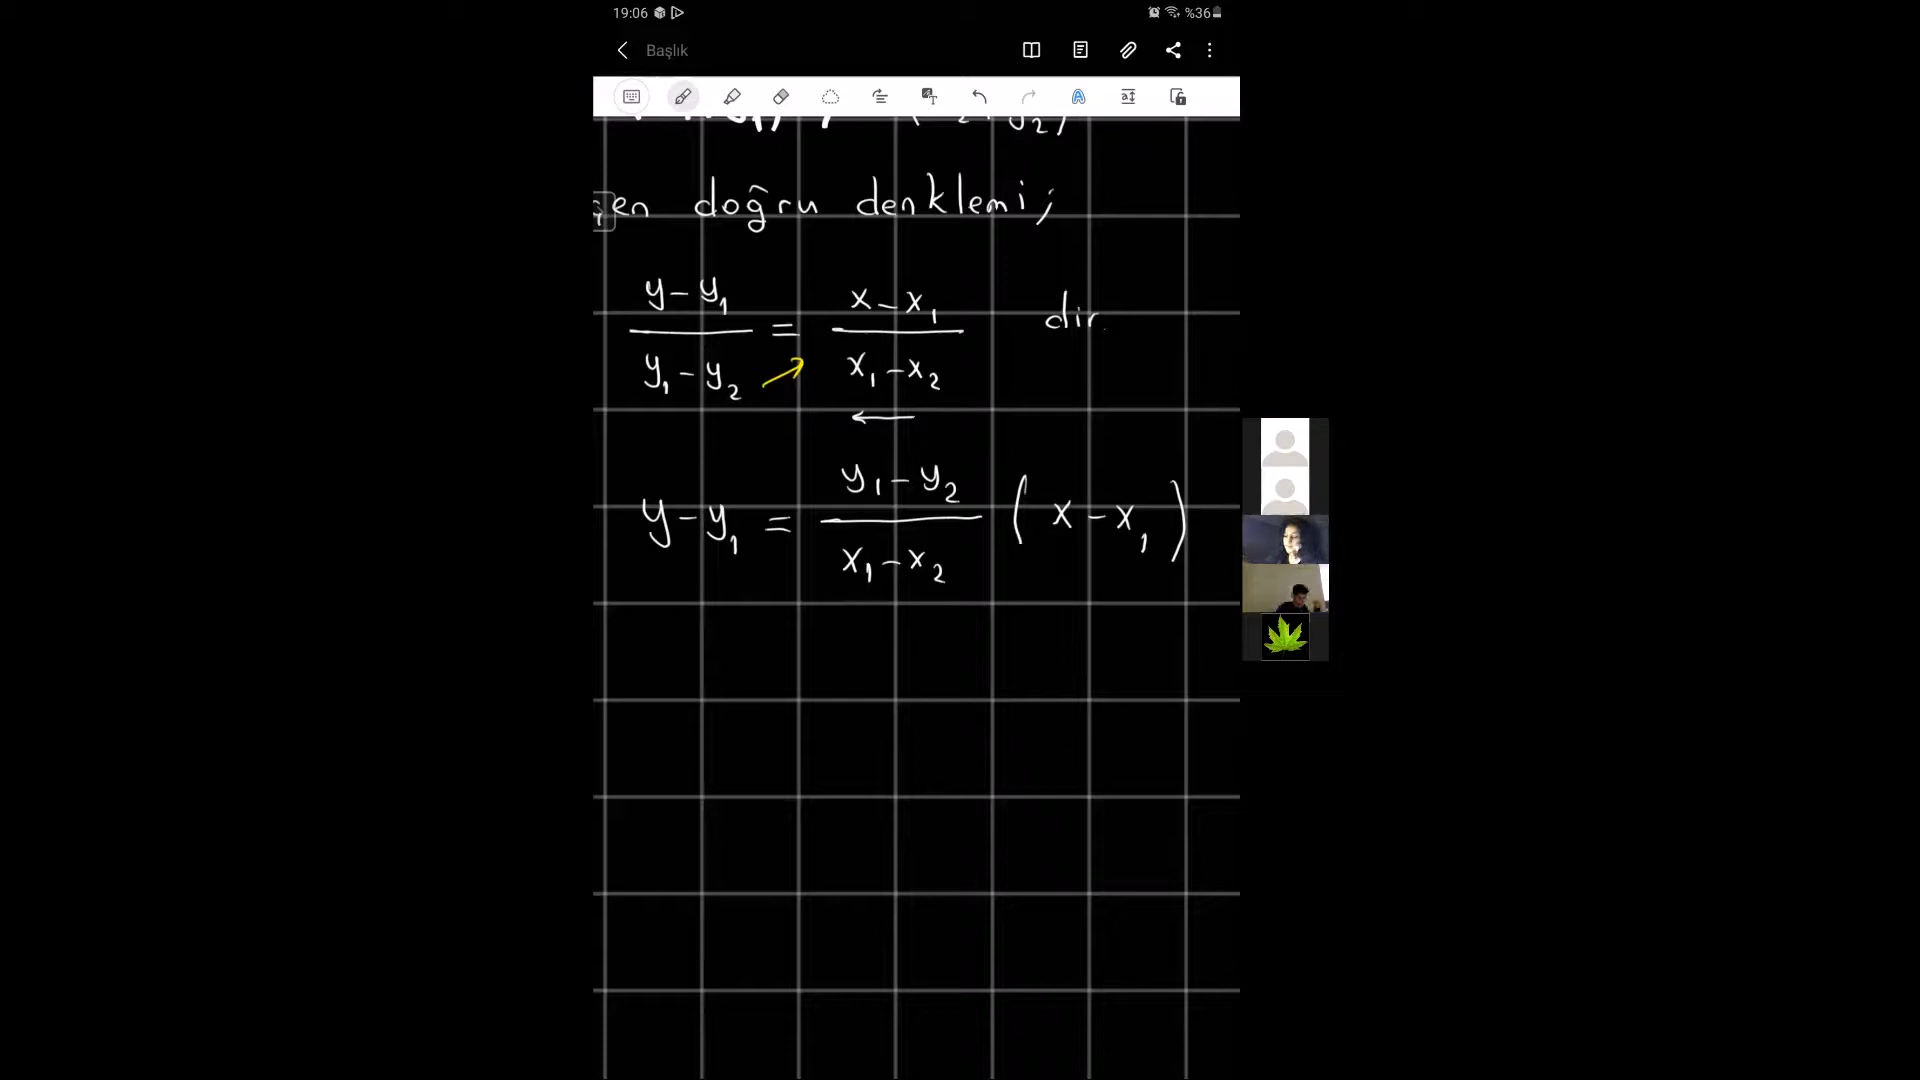 19:06 %36
Başlık
çen doğru denklemi;
y-y₁ / y₁-y₂ = x-x₁ / x₁-x₂ dir.
y-y₁ = y₁-y₂ / x₁-x₂ (x-x₁)